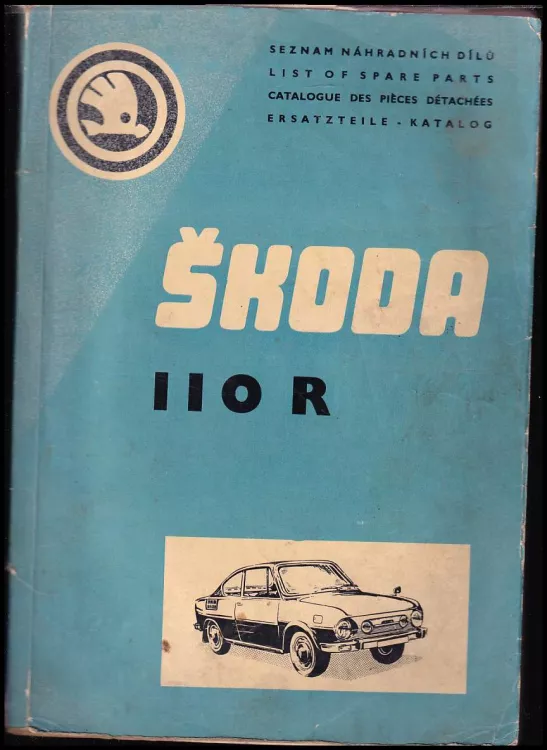 SEZNAM NÁHRADNÍCH DÍLŮ
LIST OF SPARE PARTS
CATALOGUE DES PIÈCES DÉTACHÉES
ERSATZTEILE - KATALOG
ŠKODA
110 R